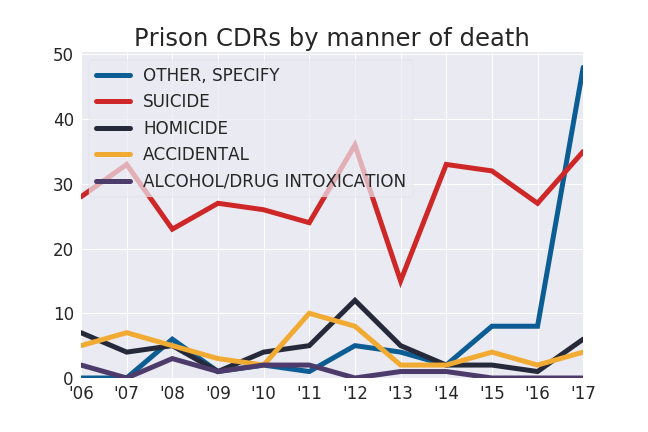 Prison CDRs by manner of death
50
40
30
20
10
0
OTHER, SPECIFY
SUICIDE
HOMICIDE
ACCIDENTAL
ALCOHOL/DRUG INTOXICATION
'06 '07 '08 '09 '10 '11 '12 '13 '14 '15 '16 '17